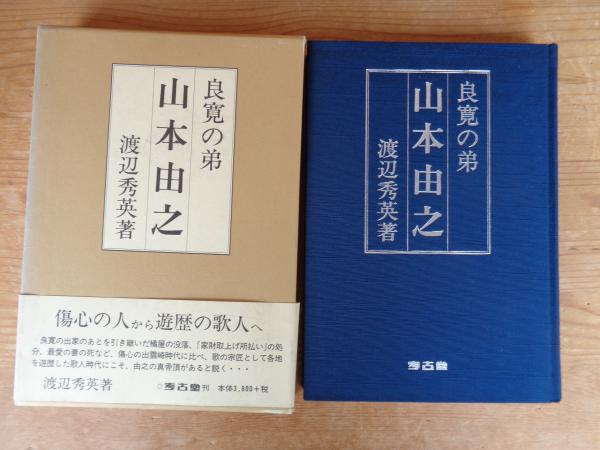 良寛の弟
山本由之
渡辺秀英著
傷心の人から遊歴の歌人へ
良寛の出家のあとを引き継いだ橘屋の没落、「家財取上げ所払い」の処
分、最愛の妻の死など、傷心の出雲崎時代に比べ、歌の宗匠として各地
を遊歴した歌人時代にこそ、由之の真骨頂があると説く・・・
渡辺秀英著
考古堂刊 本体3,800+税
良寛の弟
山本由之
渡辺秀英著
考古堂